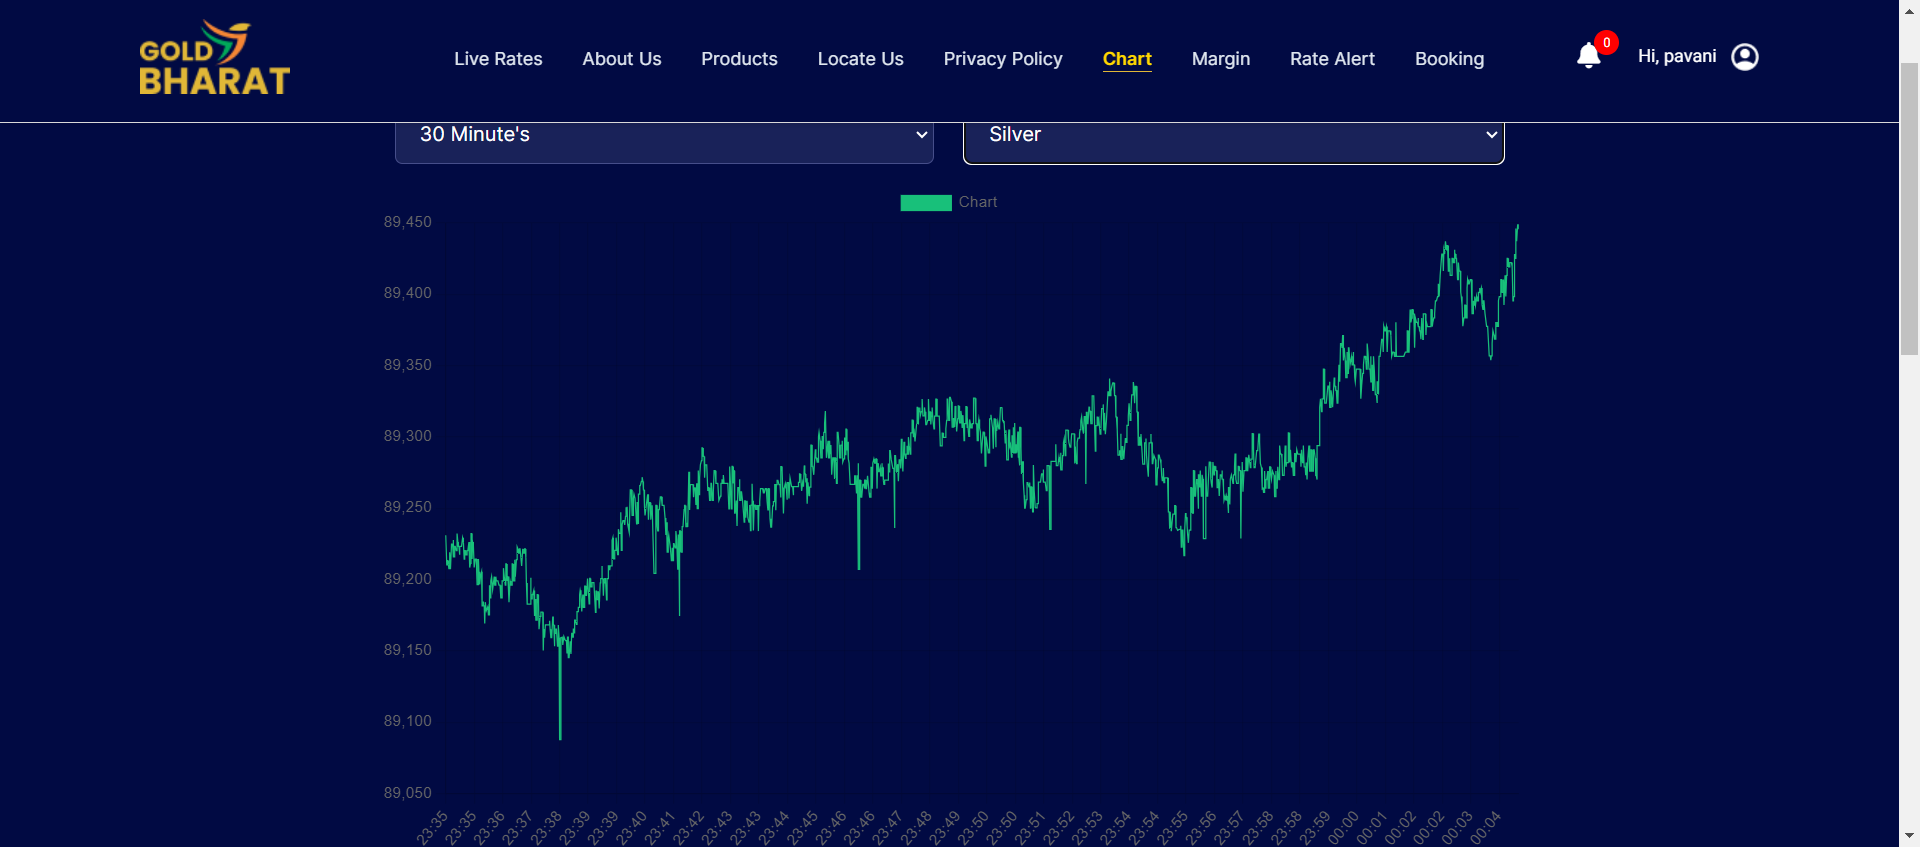 GOLD
BHARAT
Live Rates About Us Products Locate Us Privacy Policy Chart Margin Rate Alert Booking 0 Hi, pavani
30 Minute's Silver
Chart
89,450
89,400
89,350
89,300
89,250
89,200
89,150
89,100
89,050
23:35 23:35 23:36 23:37 23:38 23:39 23:39 23:40 23:41 23:42 23:43 23:43 23:44 23:45 23:46 23:46 23:47 23:48 23:49 23:50 23:50 23:51 23:52 23:53 23:54 23:54 23:55 23:56 23:57 23:58 23:58 23:59 00:00 00:01 00:02 00:02 00:03 00:04